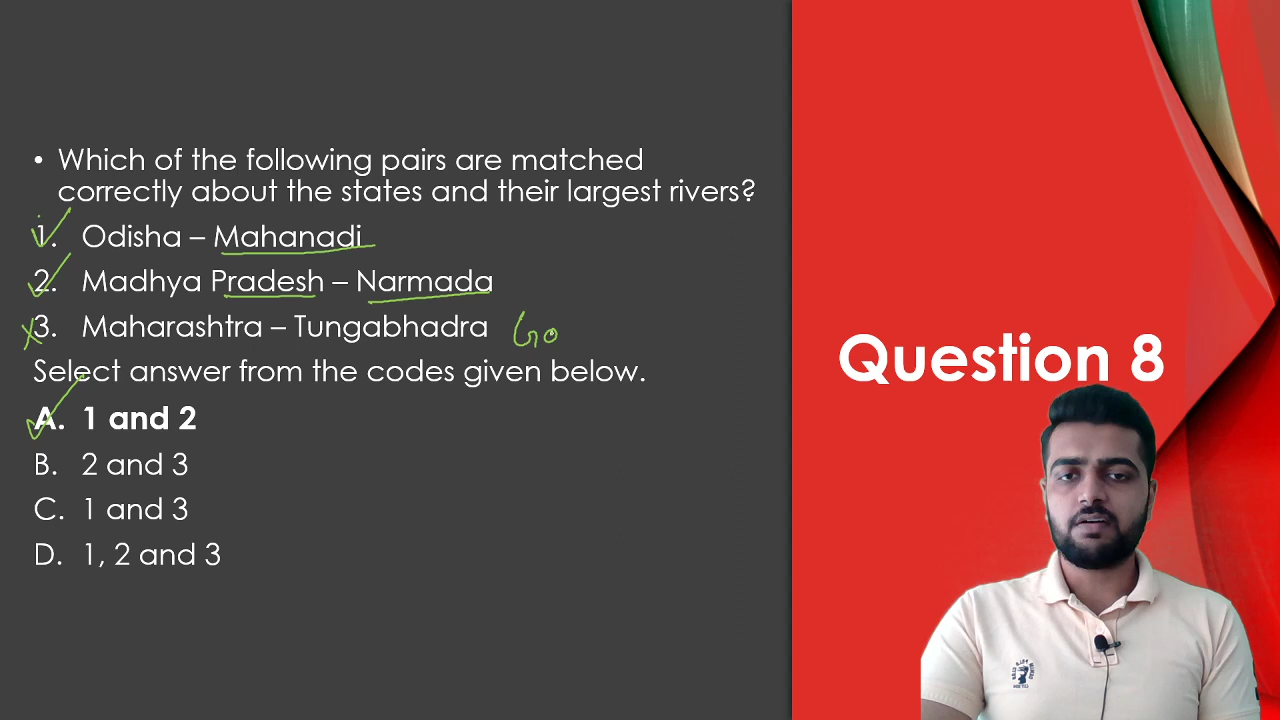 • Which of the following pairs are matched
correctly about the states and their largest rivers?
1. Odisha – Mahanadi
2. Madhya Pradesh – Narmada
3. Maharashtra – Tungabhadra Go
Select answer from the codes given below.
A. 1 and 2
B. 2 and 3
C. 1 and 3
D. 1, 2 and 3
Question 8